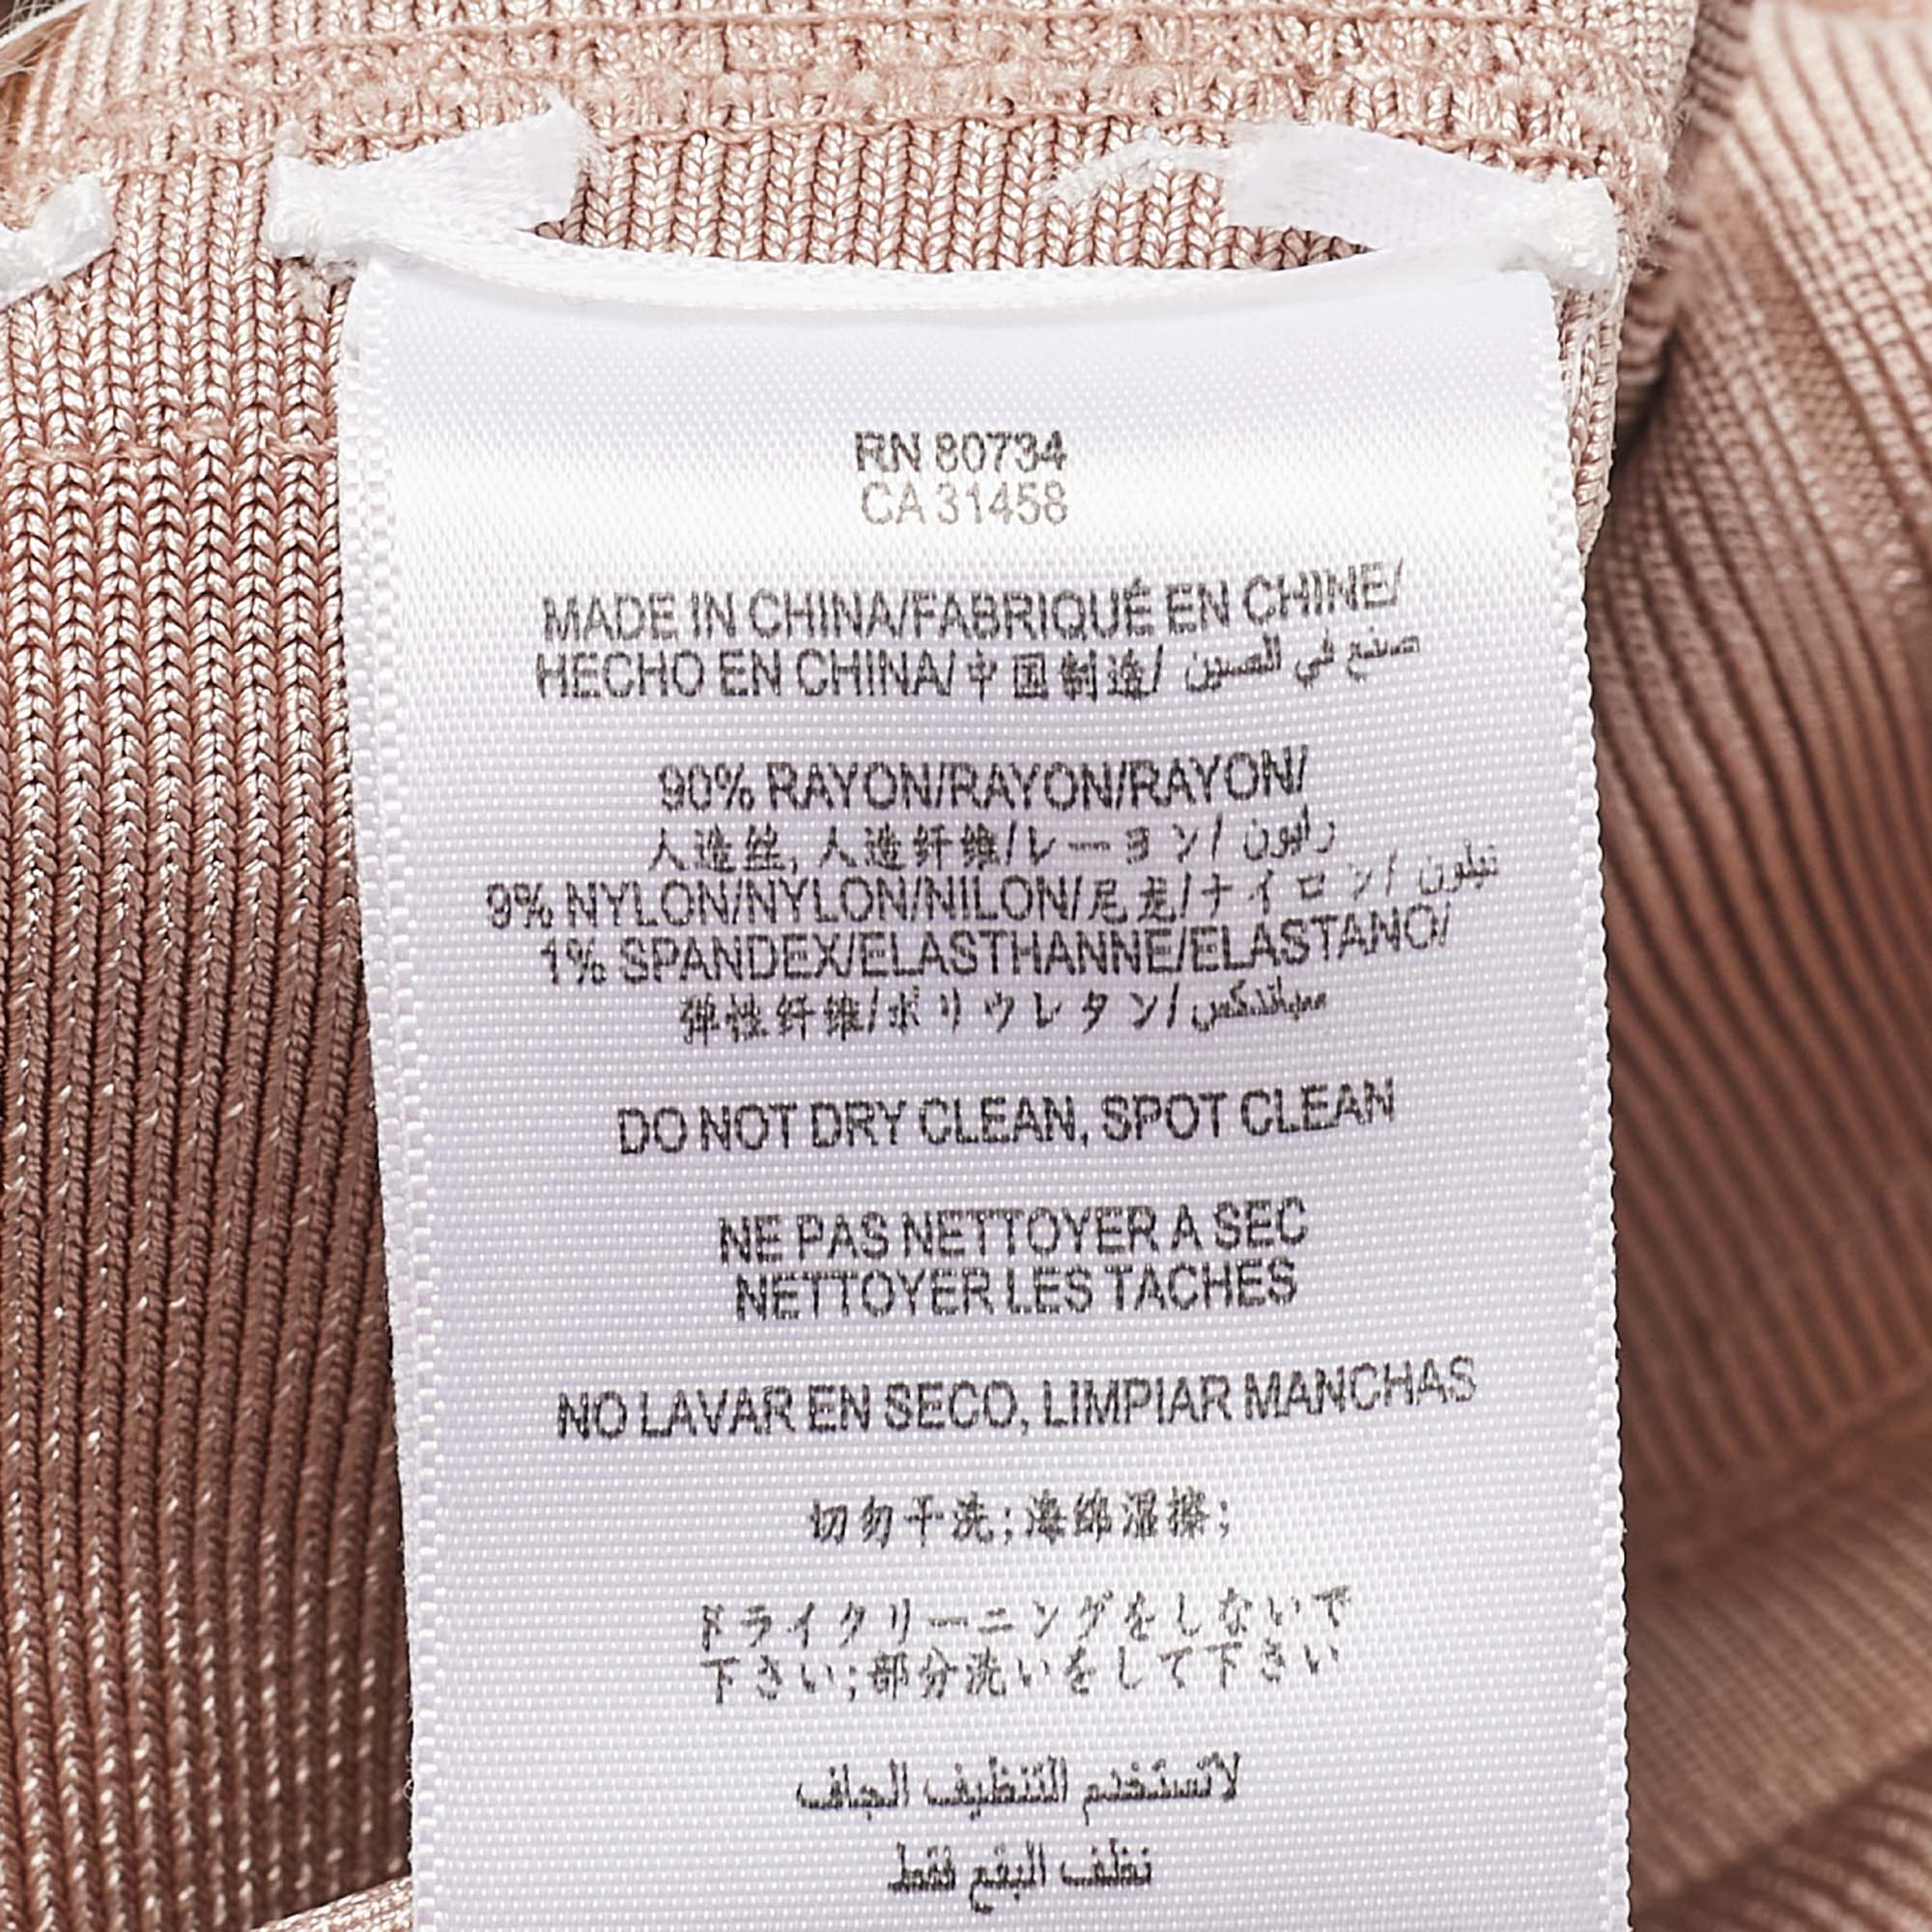 RN 80734
CA 31458
MADE IN CHINA/FABRIQUÉ EN CHINE/
HECHO EN CHINA/中国制造/ صنع في الصين
90% RAYON/RAYON/RAYON/
人造丝, 人造纤维/レーヨン/ رايون
9% NYLON/NYLON/NILON/尼龙/ナイロン/ نيلون
1% SPANDEX/ELASTHANNE/ELASTANO/
弹性纤维/ポリウレタン/ سباندكس
DO NOT DRY CLEAN, SPOT CLEAN
NE PAS NETTOYER A SEC
NETTOYER LES TACHES
NO LAVAR EN SECO, LIMPIAR MANCHAS
切勿干洗;海绵湿擦;
ドライクリーニングをしないで
下さい;部分洗いをして下さい
لاتستخدم التنظيف الجاف
نظف البقع فقط